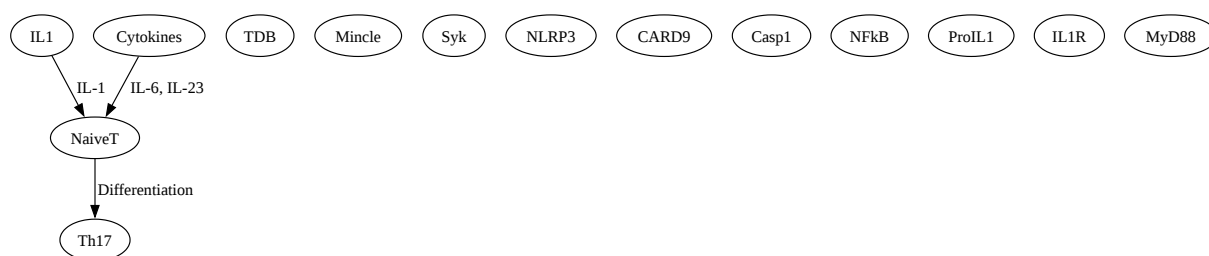 IL1 Cytokines TDB Mincle Syk NLRP3 CARD9 Casp1 NFkB ProIL1 IL1R MyD88
IL-1 IL-6, IL-23
NaiveT
Differentiation
Th17